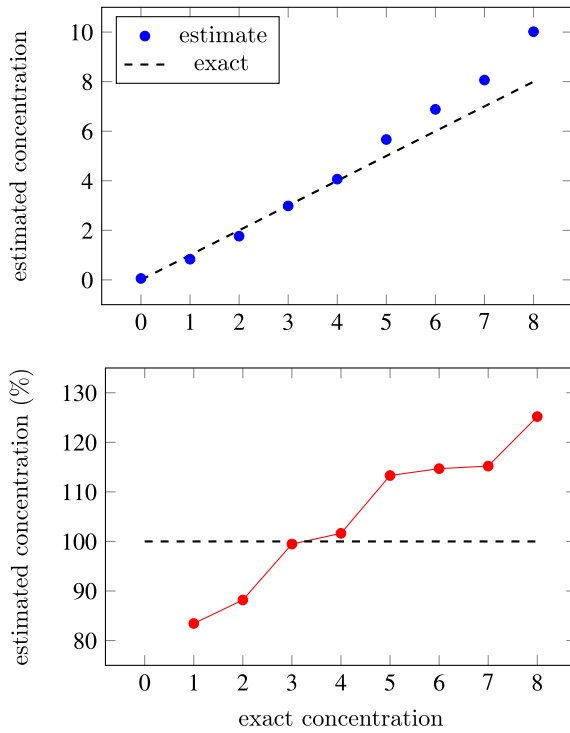 estimated concentration
10
8
6
4
2
0
estimate
exact
0 1 2 3 4 5 6 7 8
estimated concentration (%)
130
120
110
100
90
80
0 1 2 3 4 5 6 7 8
exact concentration